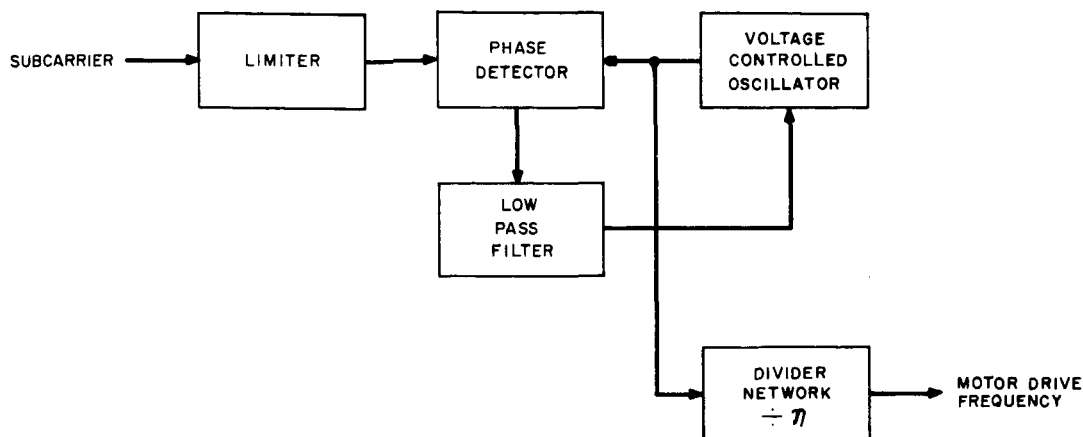 SUBCARRIER
LIMITER
PHASE
DETECTOR
VOLTAGE
CONTROLLED
OSCILLATOR
LOW
PASS
FILTER
DIVIDER
NETWORK
÷ η
MOTOR DRIVE
FREQUENCY